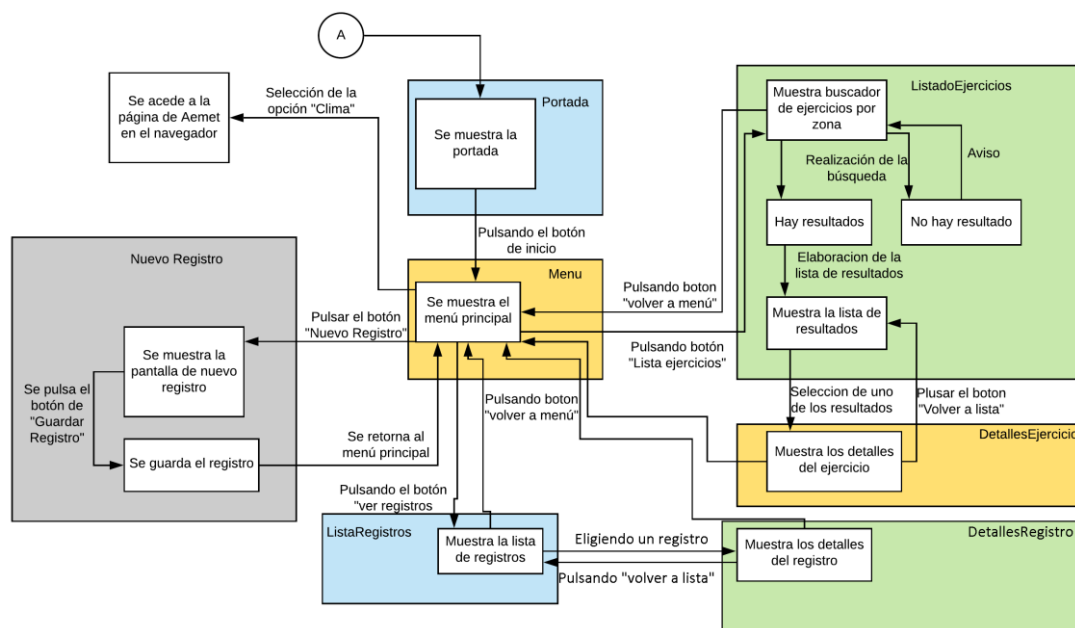 A
Se acede a la
página de Aemet
en el navegador
Selección de la
opción "Clima"
Portada
Se muestra la
portada
Pulsando el botón
de inicio
ListadoEjercicios
Muestra buscador
de ejercicios por
zona
Realización de la
búsqueda
Aviso
Hay resultados
No hay resultado
Elaboracion de la
lista de resultados
Muestra la lista de
resultados
Seleccion de uno
de los resultados
Plusar el boton
"Volver a lista"
Menu
Se muestra el
menú principal
Pulsando boton
"volver a menú"
Pulsando botón
"Lista ejercicios"
Nuevo Registro
Pulsar el botón
"Nuevo Registro"
Se muestra la
pantalla de nuevo
registro
Se pulsa el
botón de
"Guardar
Registro"
Se guarda el registro
Se retorna al
menú principal
Pulsando boton
"volver a menú"
DetallesEjercicio
Muestra los detalles
del ejercicio
Pulsando el botón
"ver registros
ListaRegistros
Muestra la lista
de registros
Eligiendo un registro
Pulsando "volver a lista"
DetallesRegistro
Muestra los detalles
del registro